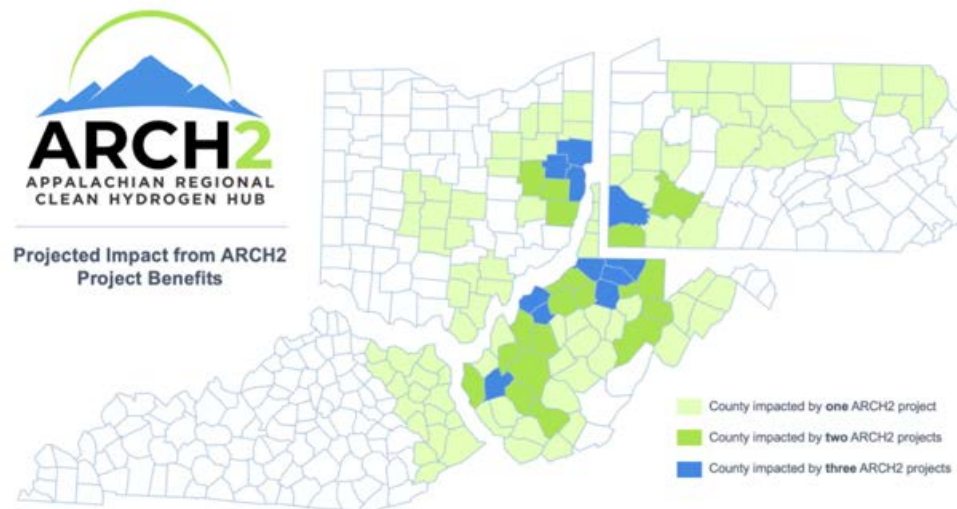 ARCH2
APPALACHIAN REGIONAL
CLEAN HYDROGEN HUB
Projected Impact from ARCH2
Project Benefits
County impacted by one ARCH2 project
County impacted by two ARCH2 projects
County impacted by three ARCH2 projects